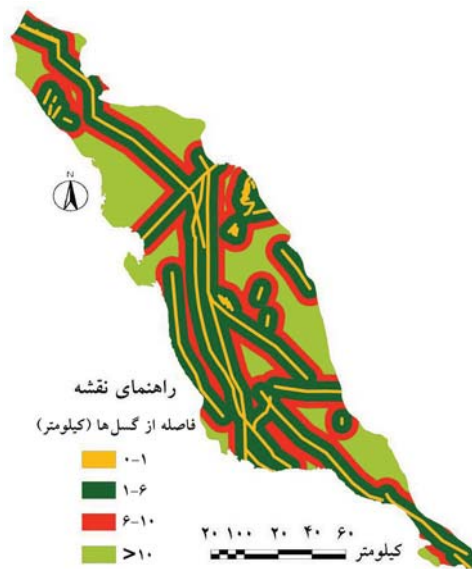 N
راهنمای نقشه
فاصله از گسل‌ها (کیلومتر)
۰-۱
۱-۶
۶-۱۰
>۱۰
۲۰ ۱۰۰ ۲۰ ۴۰ ۶۰
کیلومتر